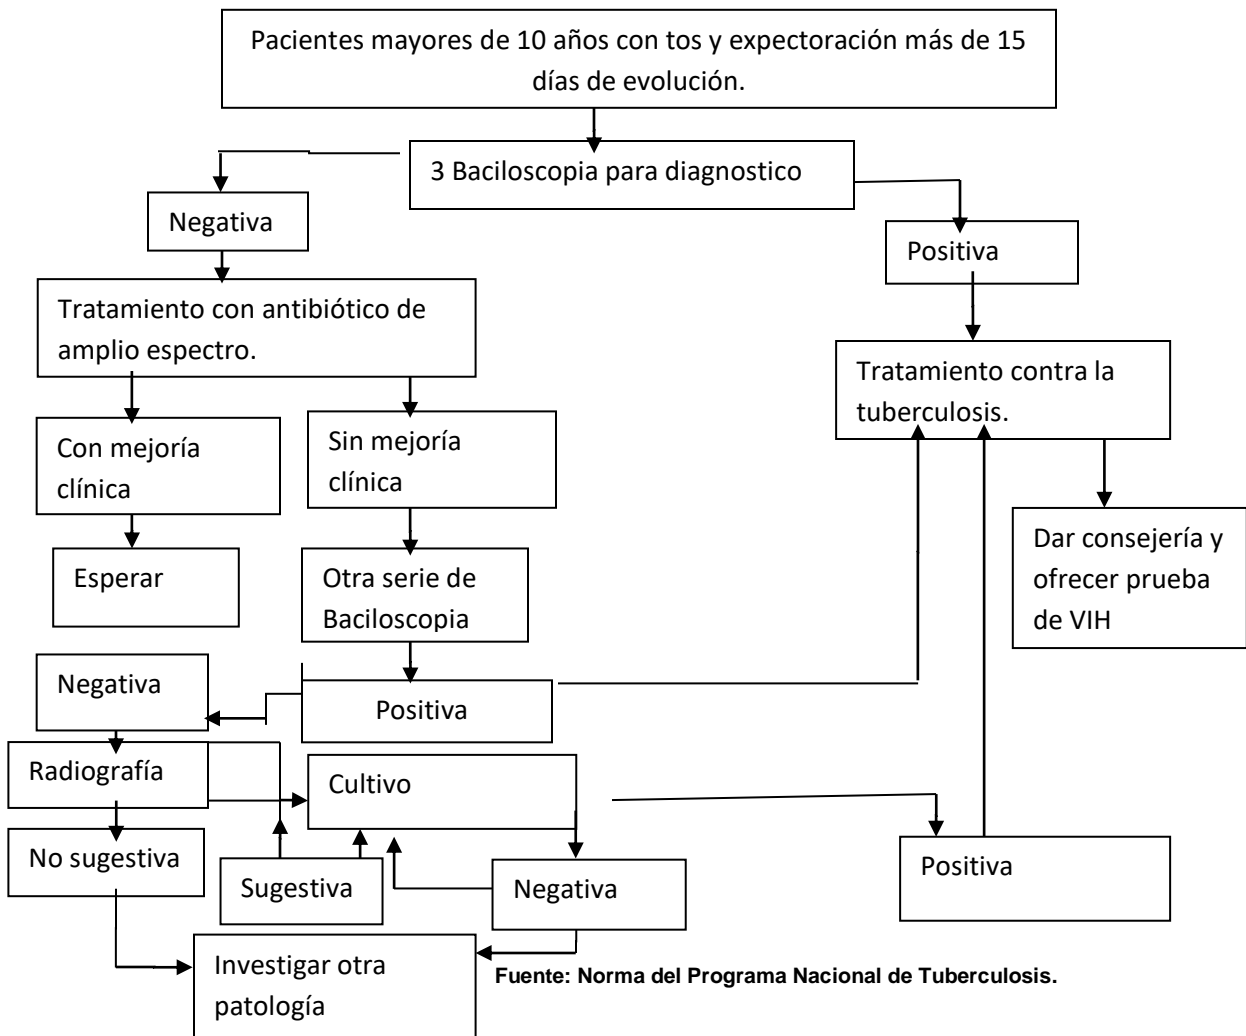 Pacientes mayores de 10 años con tos y expectoración más de 15
días de evolución.
3 Baciloscopia para diagnostico
Negativa
Positiva
Tratamiento con antibiótico de
amplio espectro.
Tratamiento contra la
tuberculosis.
Con mejoría
clínica
Sin mejoría
clínica
Esperar
Otra serie de
Baciloscopia
Dar consejería y
ofrecer prueba
de VIH
Negativa
Positiva
Radiografía
Cultivo
No sugestiva
Sugestiva
Negativa
Positiva
Investigar otra
patología
Fuente: Norma del Programa Nacional de Tuberculosis.